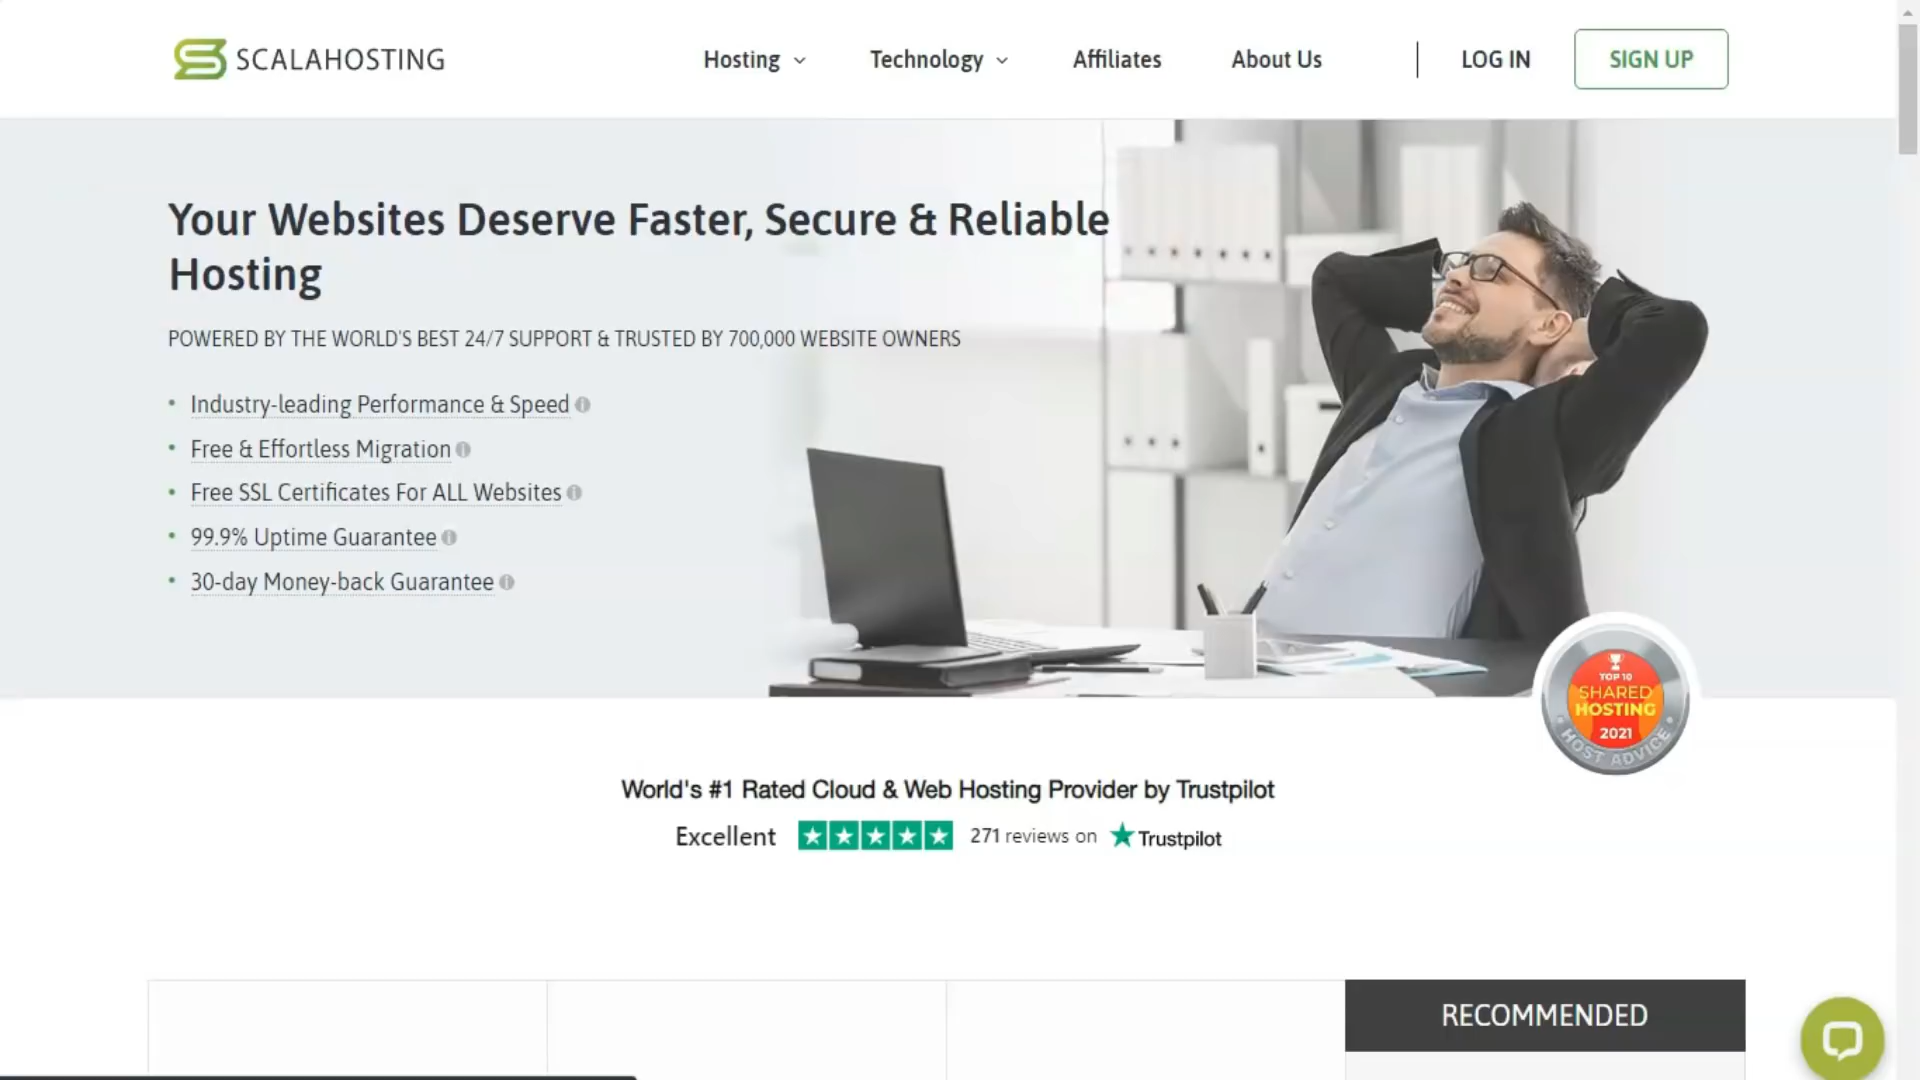 SCALAHOSTING
Hosting
Technology
Affiliates
About Us
LOG IN
SIGN UP
Your Websites Deserve Faster, Secure & Reliable
Hosting
POWERED BY THE WORLD'S BEST 24/7 SUPPORT & TRUSTED BY 700,000 WEBSITE OWNERS
Industry-leading Performance & Speed
Free & Effortless Migration
Free SSL Certificates For ALL Websites
99.9% Uptime Guarantee
30-day Money-back Guarantee
TOP 10
SHARED
HOSTING
2021
HOST ADVICE
World's #1 Rated Cloud & Web Hosting Provider by Trustpilot
Excellent
271 reviews on
Trustpilot
RECOMMENDED